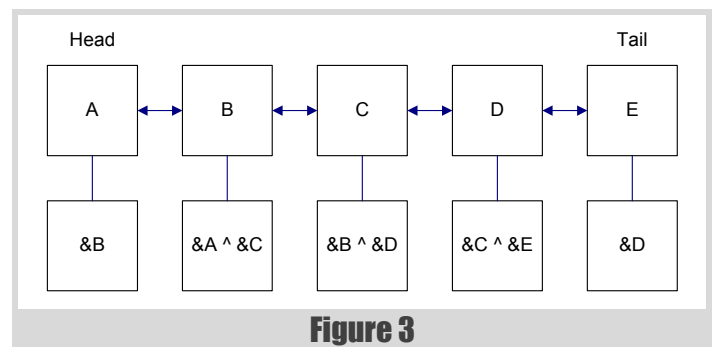 Head Tail
A B C D E
&B &A ^ &C &B ^ &D &C ^ &E &D
Figure 3